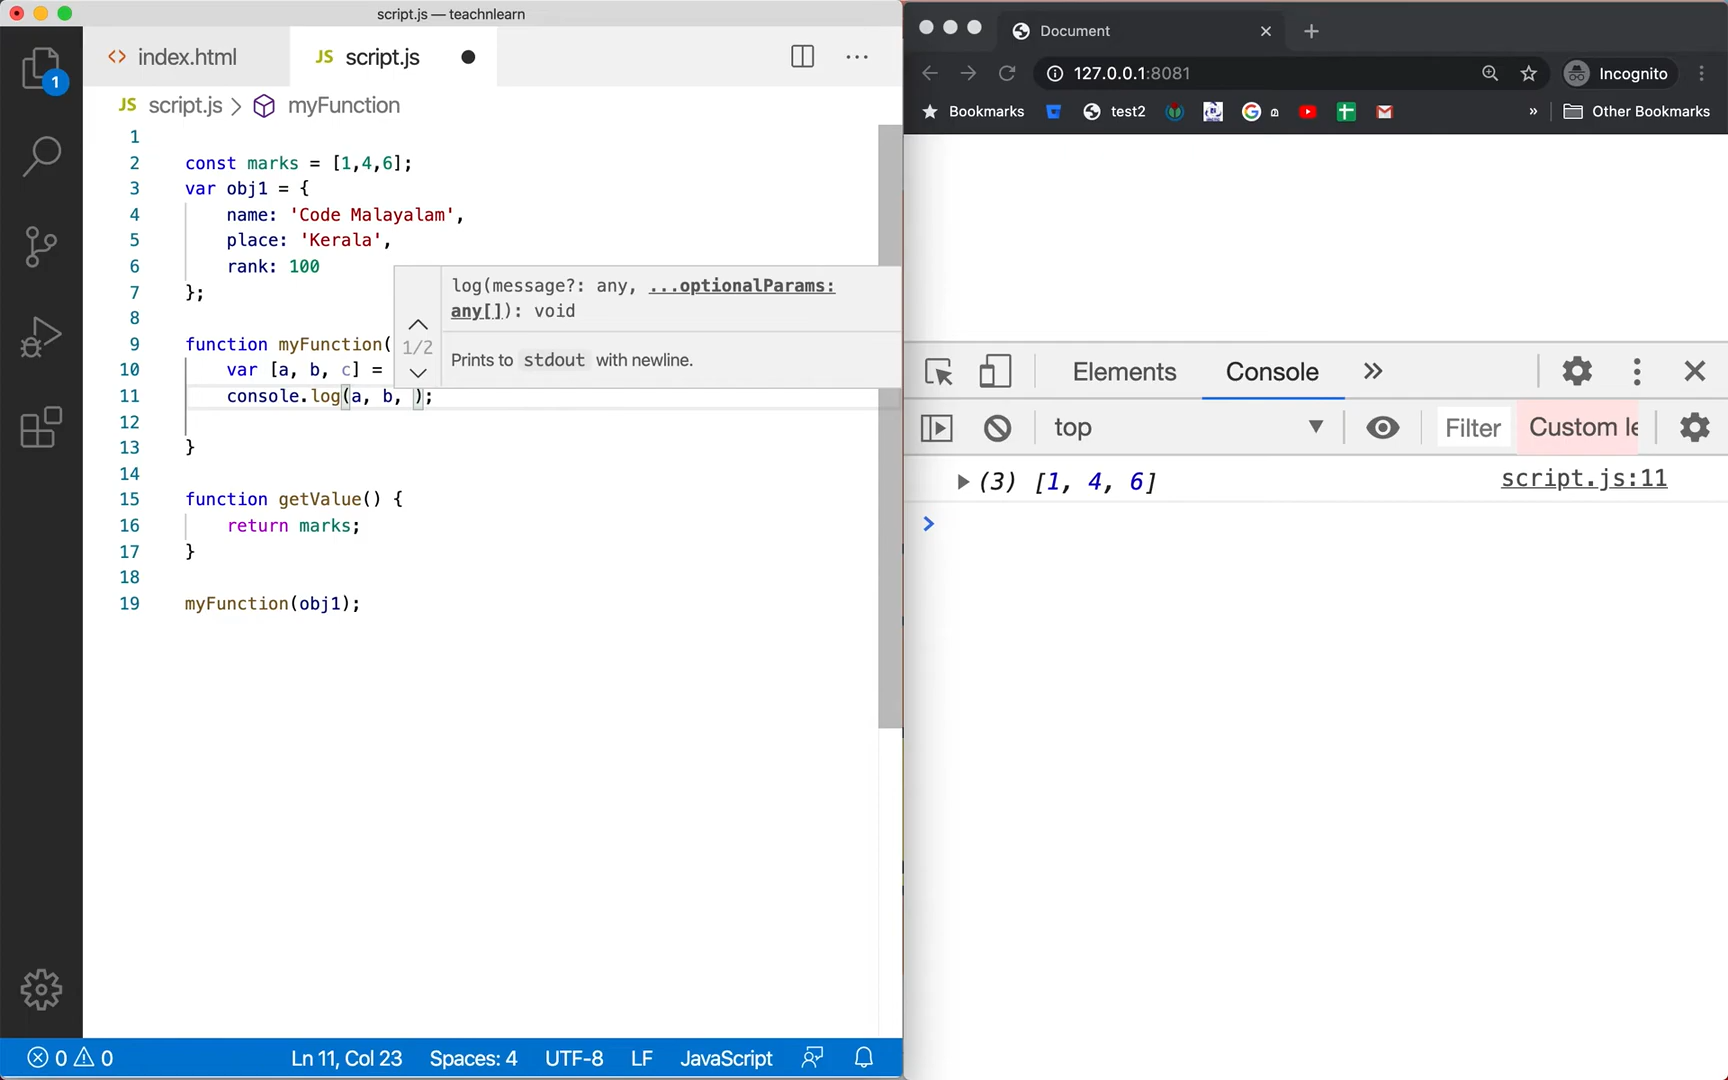 script.js — teachnlearn
index.html
JS script.js
JS script.js > myFunction
1
1
2 const marks = [1,4,6];
3 var obj1 = {
4 name: 'Code Malayalam',
5 place: 'Kerala',
6 rank: 100
7 };
8
9 function myFunction(
10 var [a, b, c] =
11 console.log(a, b, );
12
13 }
14
15 function getValue() {
16 return marks;
17 }
18
19 myFunction(obj1);
log(message?: any, ...optionalParams:
any[]): void
1/2
Prints to stdout with newline.
0 0 Ln 11, Col 23 Spaces: 4 UTF-8 LF JavaScript
Document
127.0.0.1:8081 Incognito
Bookmarks test2 ത » Other Bookmarks
Elements Console »
top Filter Custom le
(3) [1, 4, 6] script.js:11
>